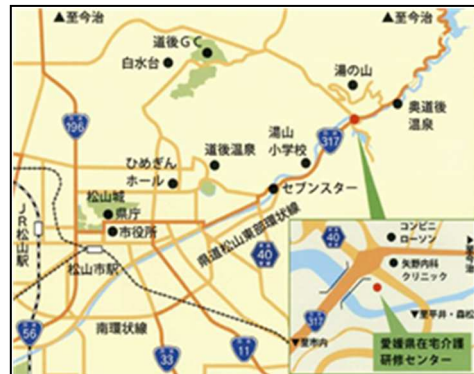 ▲至今治
▲至今治
道後GC
白水台
湯の山
奥道後
温泉
196
317
湯山
小学校
道後温泉
ひめぎん
ホール
セブンスター
松山城
県庁
市役所
JR松山駅
松山市駅
県道松山東部環状線
40
南環状線
56
33
11
40
コンビニ
ローソン
▼至今治
矢野内科
クリニック
317
▼至市内
▼至平井・森松
愛媛県在宅介護
研修センター